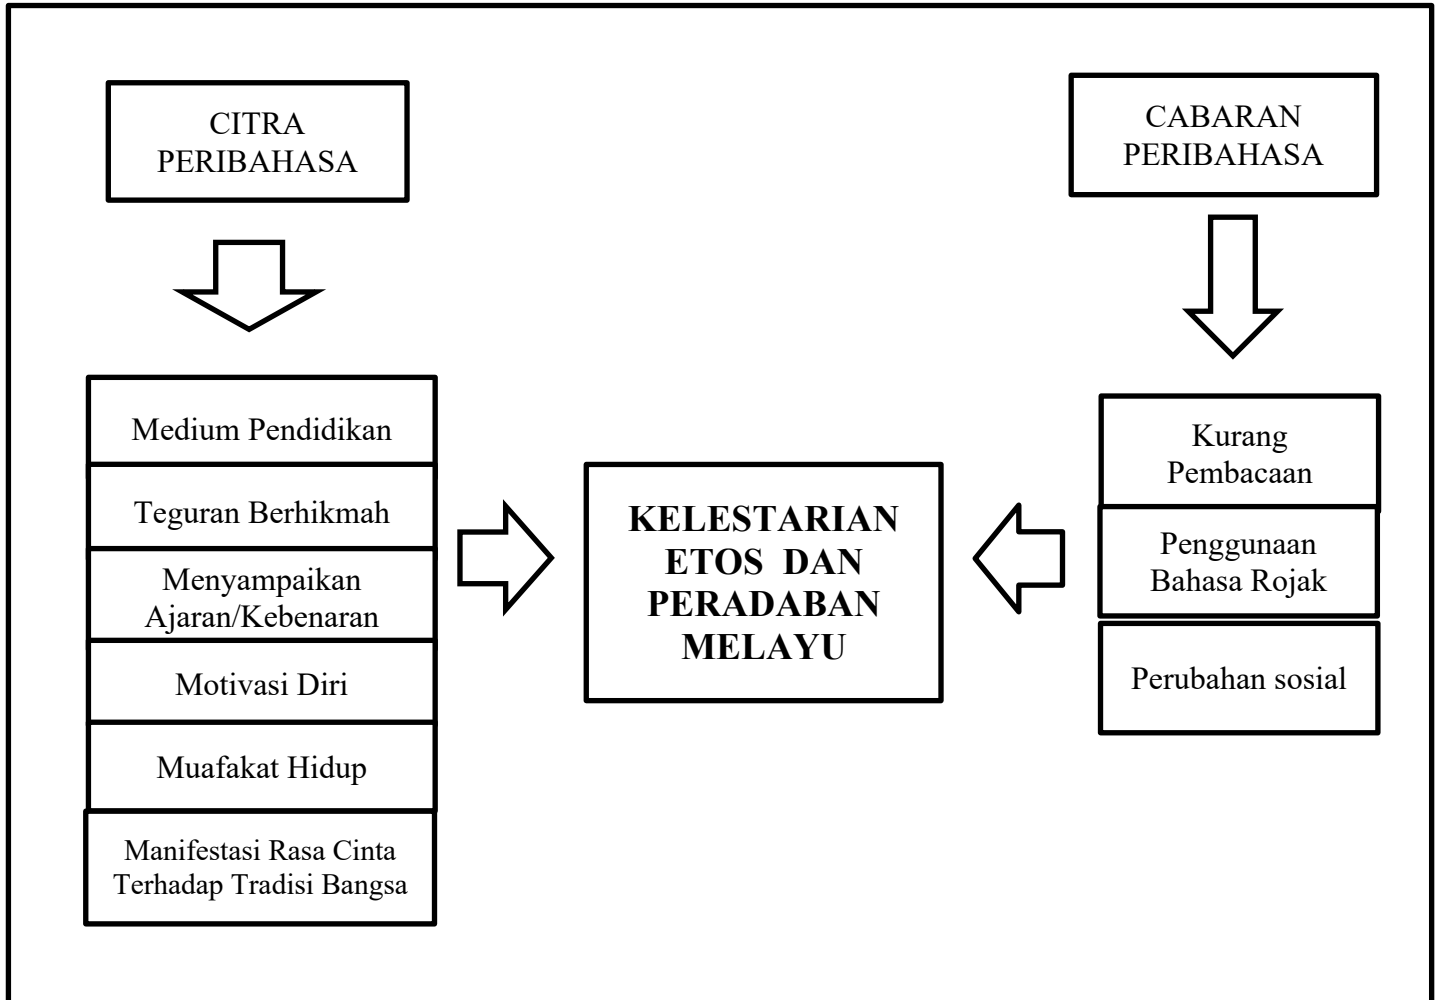 CITRA
PERIBAHASA
Medium Pendidikan
Teguran Berhikmah
Menyampaikan
Ajaran/Kebenaran
Motivasi Diri
Muafakat Hidup
Manifestasi Rasa Cinta
Terhadap Tradisi Bangsa
KELESTARIAN
ETOS DAN
PERADABAN
MELAYU
CABARAN
PERIBAHASA
Kurang
Pembacaan
Penggunaan
Bahasa Rojak
Perubahan sosial